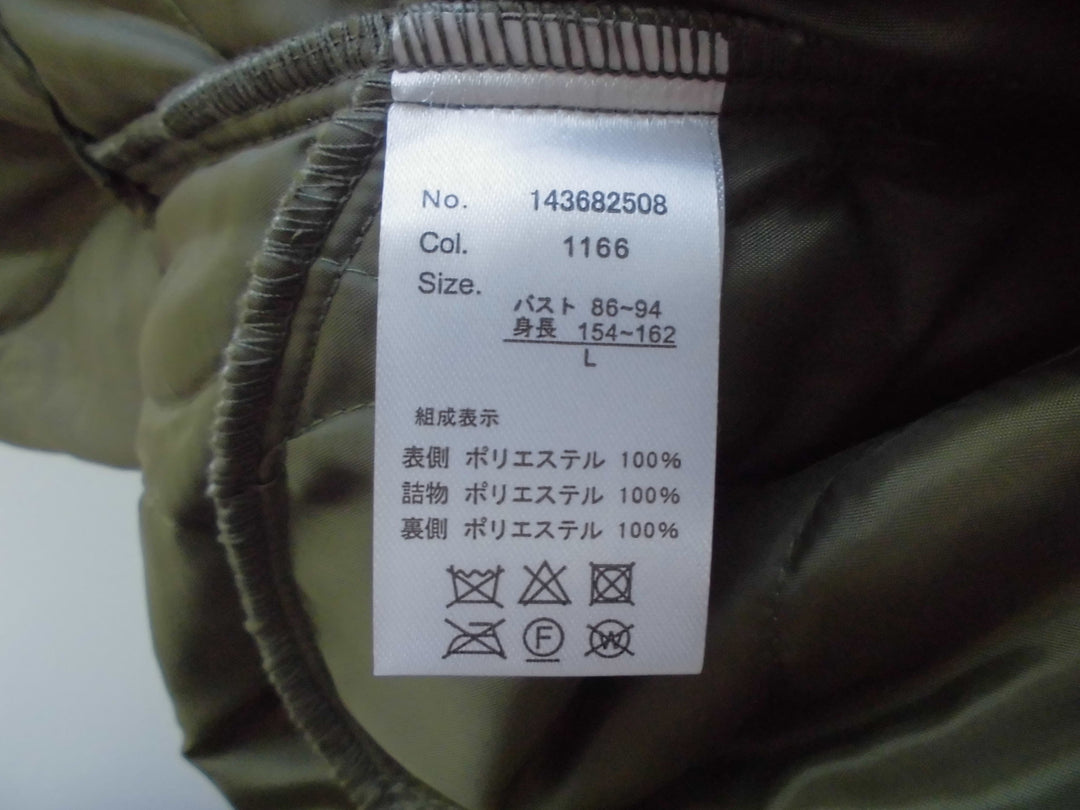 No. 143682508
Col. 1166
Size.
バスト 86~94
身長 154~162
L
組成表示
表側 ポリエステル 100%
詰物 ポリエステル 100%
裏側 ポリエステル 100%
F W